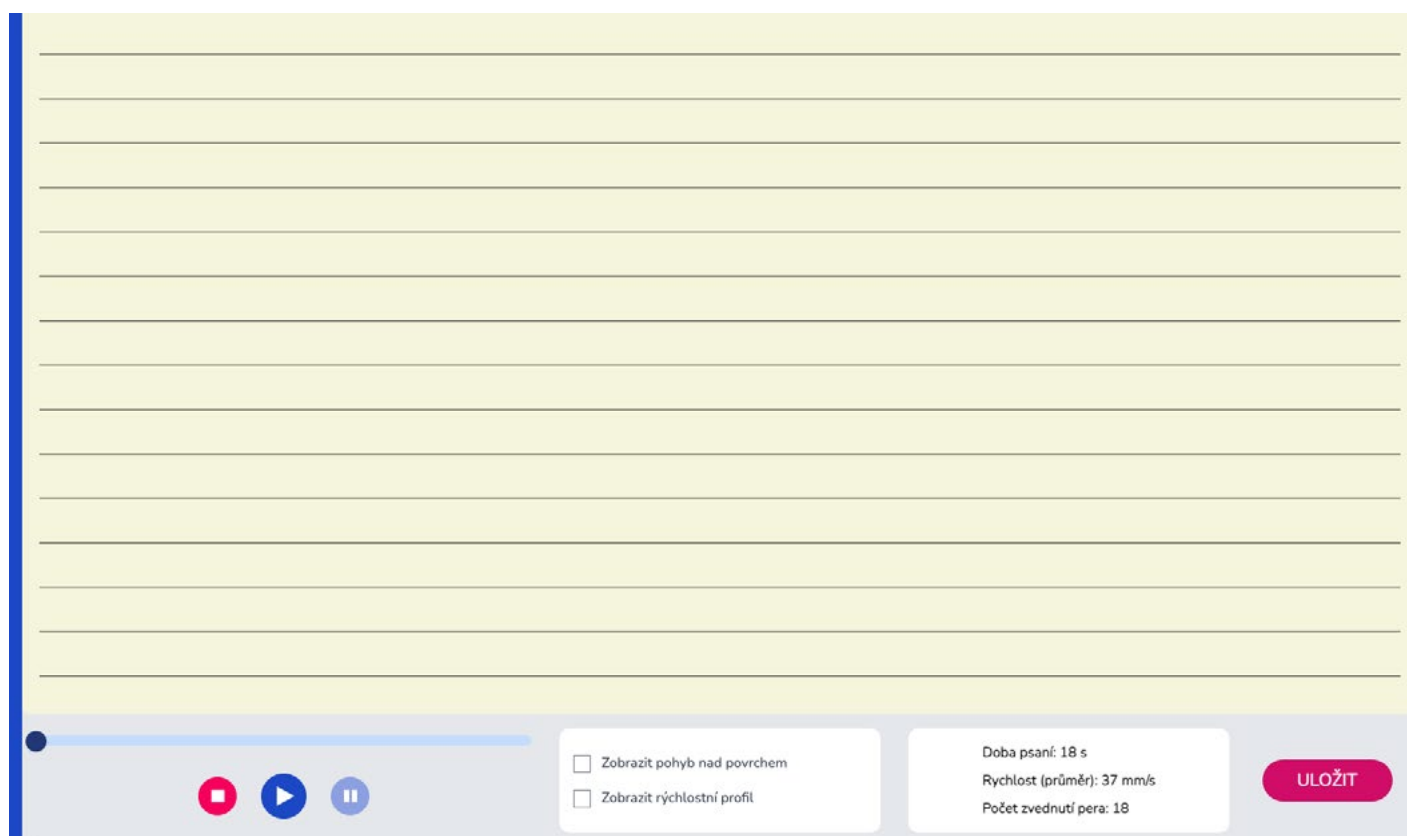 Zobrazit pohyb nad povrchem
Zobrazit rýchlostní profil
Doba psaní: 18 s
Rychlost (průměr): 37 mm/s
Počet zvednutí pera: 18
ULOŽIT